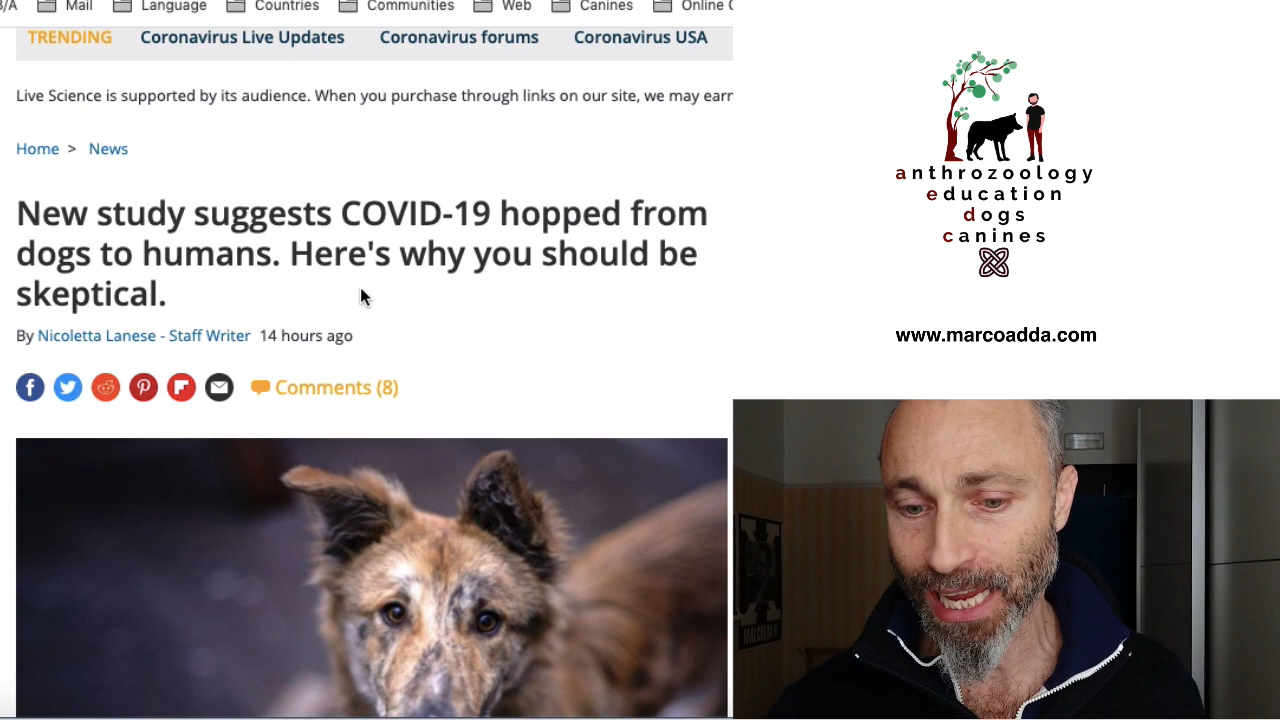 B/A Mail Language Countries Communities Web Canines Online
TRENDING Coronavirus Live Updates Coronavirus forums Coronavirus USA
Live Science is supported by its audience. When you purchase through links on our site, we may earn
Home > News
New study suggests COVID-19 hopped from
dogs to humans. Here's why you should be
skeptical.
By Nicoletta Lanese - Staff Writer 14 hours ago
Comments (8)
anthrozoology
education
dogs
canines
www.marcoadda.com
MALCOLM X